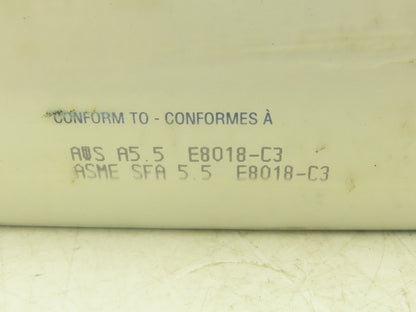 CONFORM TO - CONFORMES À
AWS A5.5 E8018-C3
ASME SFA 5.5 E8018-C3